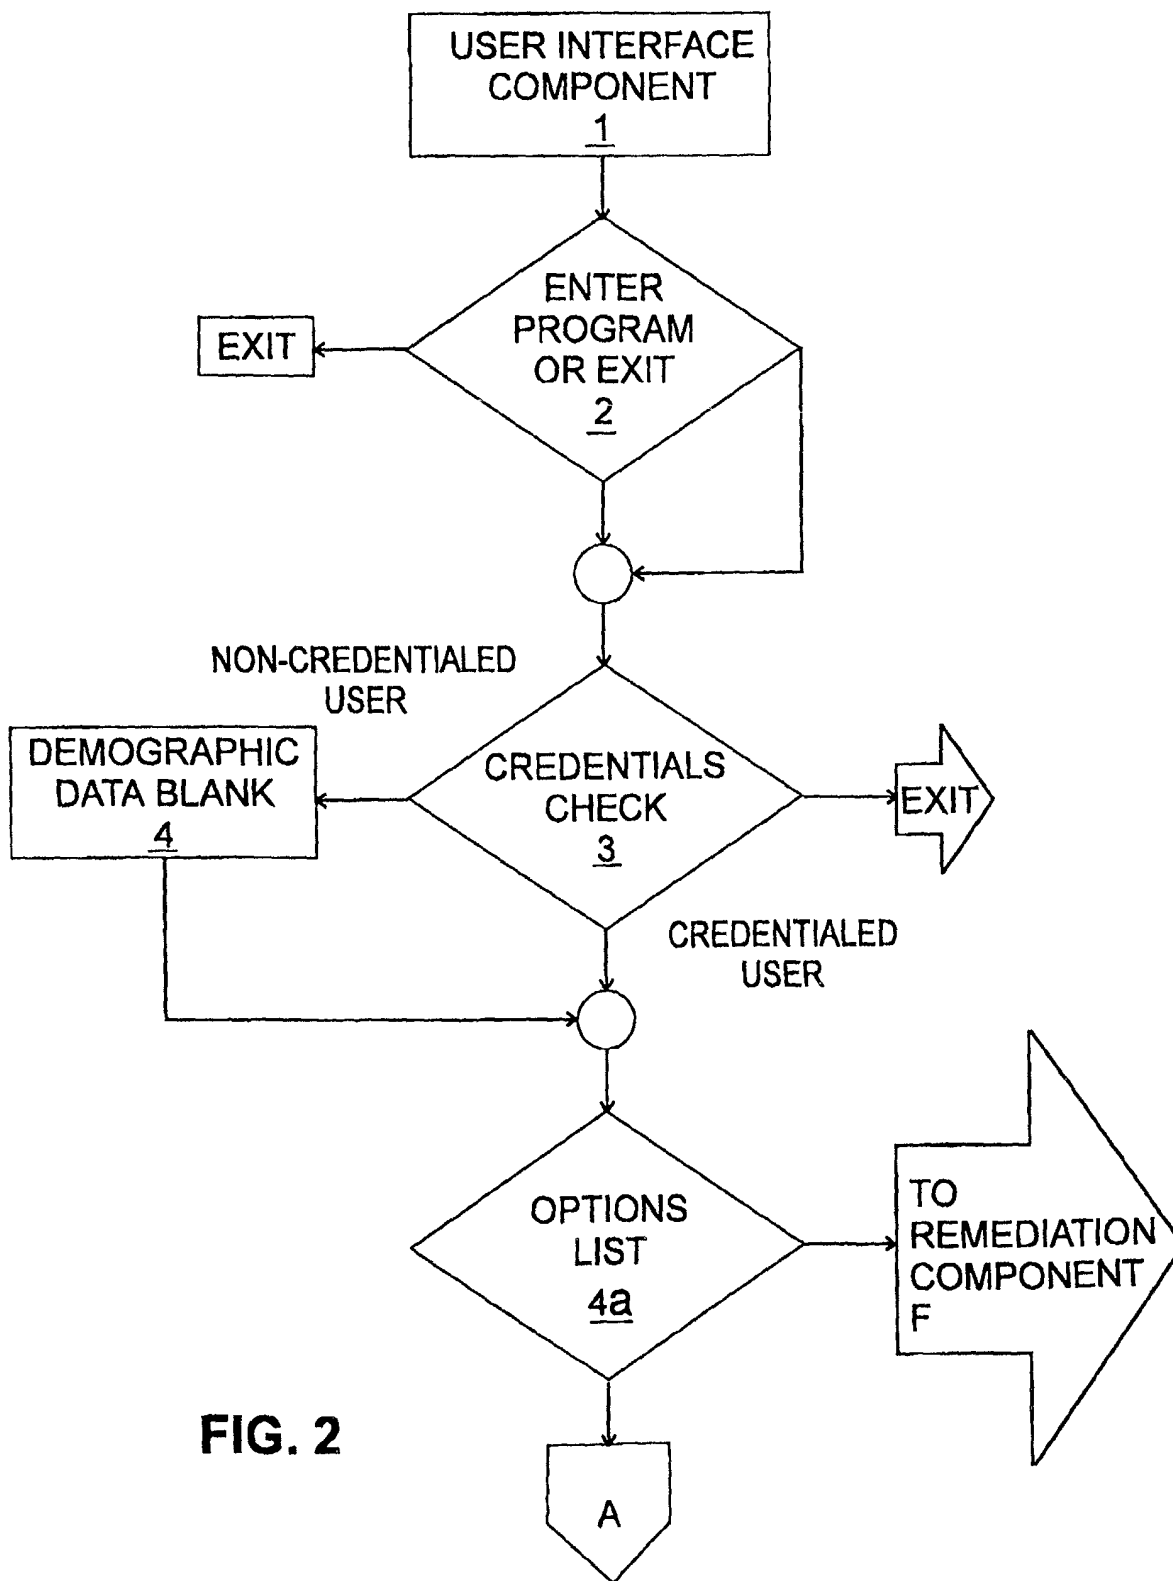 USER INTERFACE
COMPONENT
1
ENTER
PROGRAM
OR EXIT
2
EXIT
NON-CREDENTIALED
USER
DEMOGRAPHIC
DATA BLANK
4
CREDENTIALS
CHECK
3
EXIT
CREDENTIALED
USER
OPTIONS
LIST
4a
TO
REMEDIATION
COMPONENT
F
FIG. 2
A